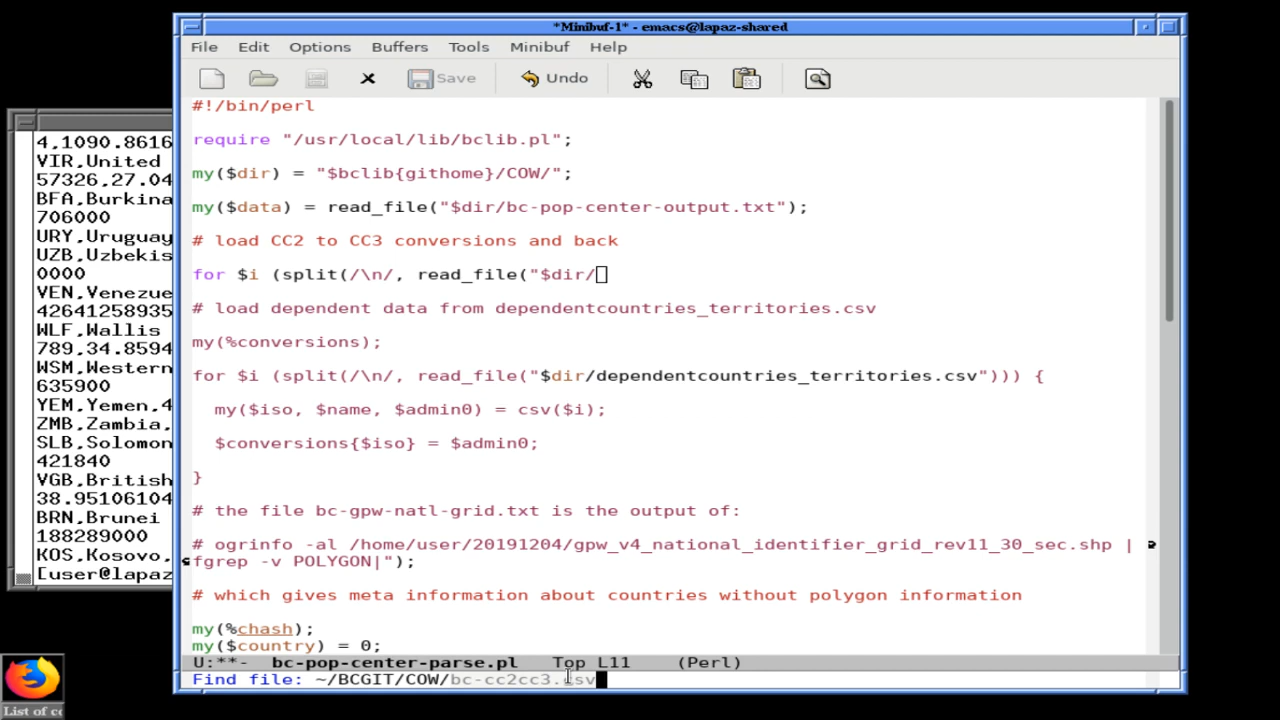 *Minibuf-1* - emacs@lapaz-shared
File Edit Options Buffers Tools Minibuf Help
Save Undo
#!/bin/perl
require "/usr/local/lib/bclib.pl";
my($dir) = "$bclib{githome}/COW/";
my($data) = read_file("$dir/bc-pop-center-output.txt");
# load CC2 to CC3 conversions and back
for $i (split(/\n/, read_file("$dir/
# load dependent data from dependentcountries_territories.csv
my(%conversions);
for $i (split(/\n/, read_file("$dir/dependentcountries_territories.csv"))) {
my($iso, $name, $admin0) = csv($i);
$conversions{$iso} = $admin0;
}
# the file bc-gpw-natl-grid.txt is the output of:
# ogrinfo -al /home/user/20191204/gpw_v4_national_identifier_grid_rev11_30_sec.shp |
fgrep -v POLYGON|");
# which gives meta information about countries without polygon information
my(%chash);
my($country) = 0;
U:**- bc-pop-center-parse.pl Top L11 (Perl)
Find file: ~/BCGIT/COW/bc-cc2cc3.csv
4,1090.8616
VIR,United
57326,27.04
BFA,Burkina
706000
URY,Uruguay
UZB,Uzbekis
0000
VEN,Venezue
42641258935
WLF,Wallis
789,34.8594
WSM,Western
635900
YEM,Yemen,4
ZMB,Zambia,
SLB,Solomon
421840
VGB,British
38.95106104
BRN,Brunei
188289000
KOS,Kosovo,
[user@lapaz
List of co